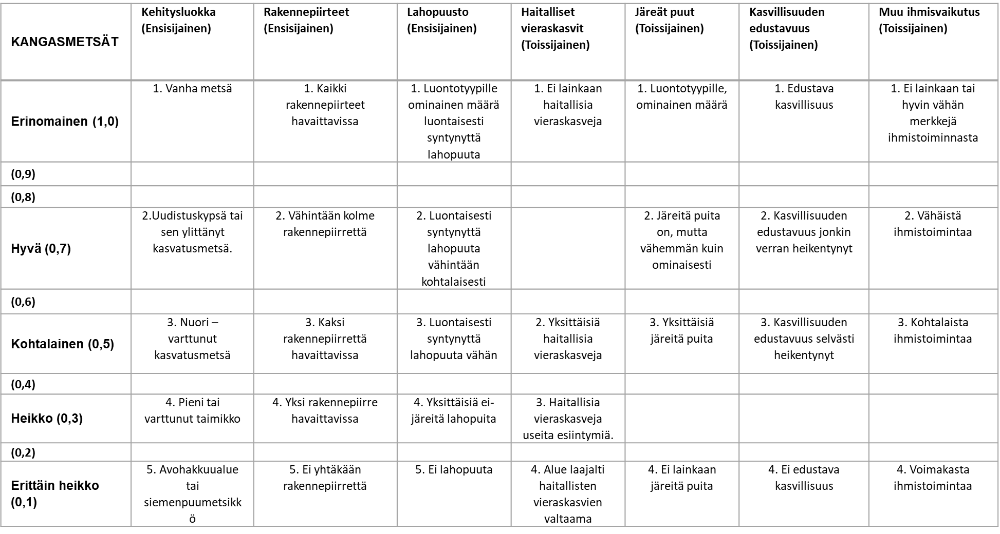 KANGASMETSÄT
Kehitysluokka
(Ensisijainen)
Rakennepiirteet
(Ensisijainen)
Lahopuusto
(Ensisijainen)
Haitalliset
vieraskasvit
(Toissijainen)
Järeät puut
(Toissijainen)
Kasvillisuuden
edustavuus
(Toissijainen)
Muu ihmisvaikutus
(Toissijainen)
Erinomainen (1,0)
1. Vanha metsä
1. Kaikki
rakennepiirteet
havaittavissa
1. Luontotyypille
ominainen määrä
luontaisesti
syntynyttä
lahopuuta
1. Ei lainkaan
haitallisia
vieraskasveja
1. Luontotyypille,
ominainen määrä
1. Edustava
kasvillisuus
1. Ei lainkaan tai
hyvin vähän
merkkejä
ihmistoiminnasta
(0,9)
(0,8)
Hyvä (0,7)
2.Uudistuskypsä tai
sen ylittänyt
kasvatusmetsä.
2. Vähintään kolme
rakennepiirrettä
2. Luontaisesti
syntynyttä
lahopuuta
vähintään
kohtalaisesti
2. Järeitä puita
on, mutta
vähemmän kuin
ominaisesti
2. Kasvillisuuden
edustavuus jonkin
verran heikentynyt
2. Vähäistä
ihmistoimintaa
(0,6)
Kohtalainen (0,5)
3. Nuori –
varttunut
kasvatusmetsä
3. Kaksi
rakennepiirrettä
havaittavissa
3. Luontaisesti
syntynyttä
lahopuuta vähän
2. Yksittäisiä
haitallisia
vieraskasveja
3. Yksittäisiä
järeitä puita
3. Kasvillisuuden
edustavuus selvästi
heikentynyt
3. Kohtalaista
ihmistoimintaa
(0,4)
Heikko (0,3)
4. Pieni tai
varttunut taimikko
4. Yksi rakennepiirre
havaittavissa
4. Yksittäisiä ei-
järeitä lahopuita
3. Haitallisia
vieraskasveja
useita esiintymiä.
(0,2)
Erittäin heikko
(0,1)
5. Avohakkuualue
tai
siemenpuumetsikk
ö
5. Ei yhtäkään
rakennepiirrettä
5. Ei lahopuuta
4. Alue laajalti
haitallisten
vieraskasvien
valtaama
4. Ei lainkaan
järeitä puita
4. Ei edustava
kasvillisuus
4. Voimakasta
ihmistoimintaa